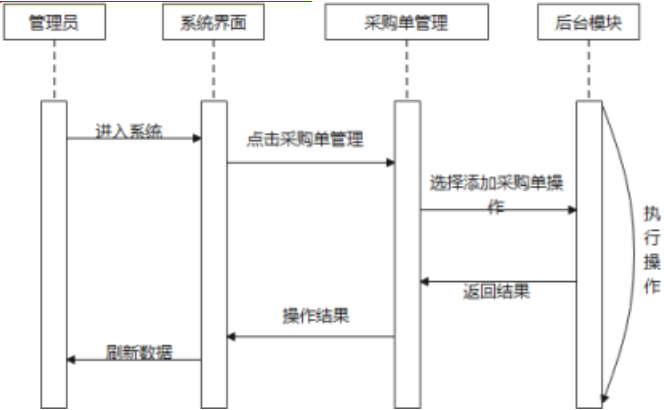 管理员
系统界面
采购单管理
后台模块
进入系统
点击采购单管理
选择添加采购单操
作
执
行
操
作
返回结果
操作结果
刷新数据